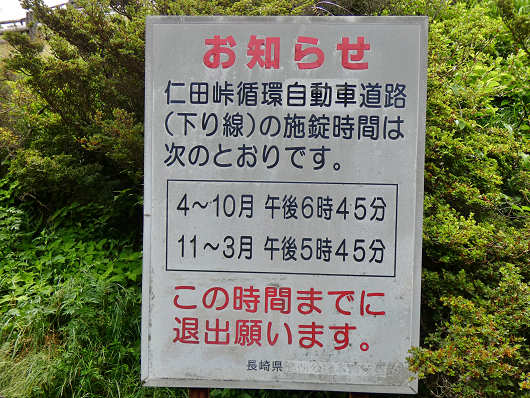 お知らせ
仁田峠循環自動車道路
(下り線)の施錠時間は
次のとおりです。
4～10月 午後6時45分
11～3月 午後5時45分
この時間までに
退出願います。
長崎県